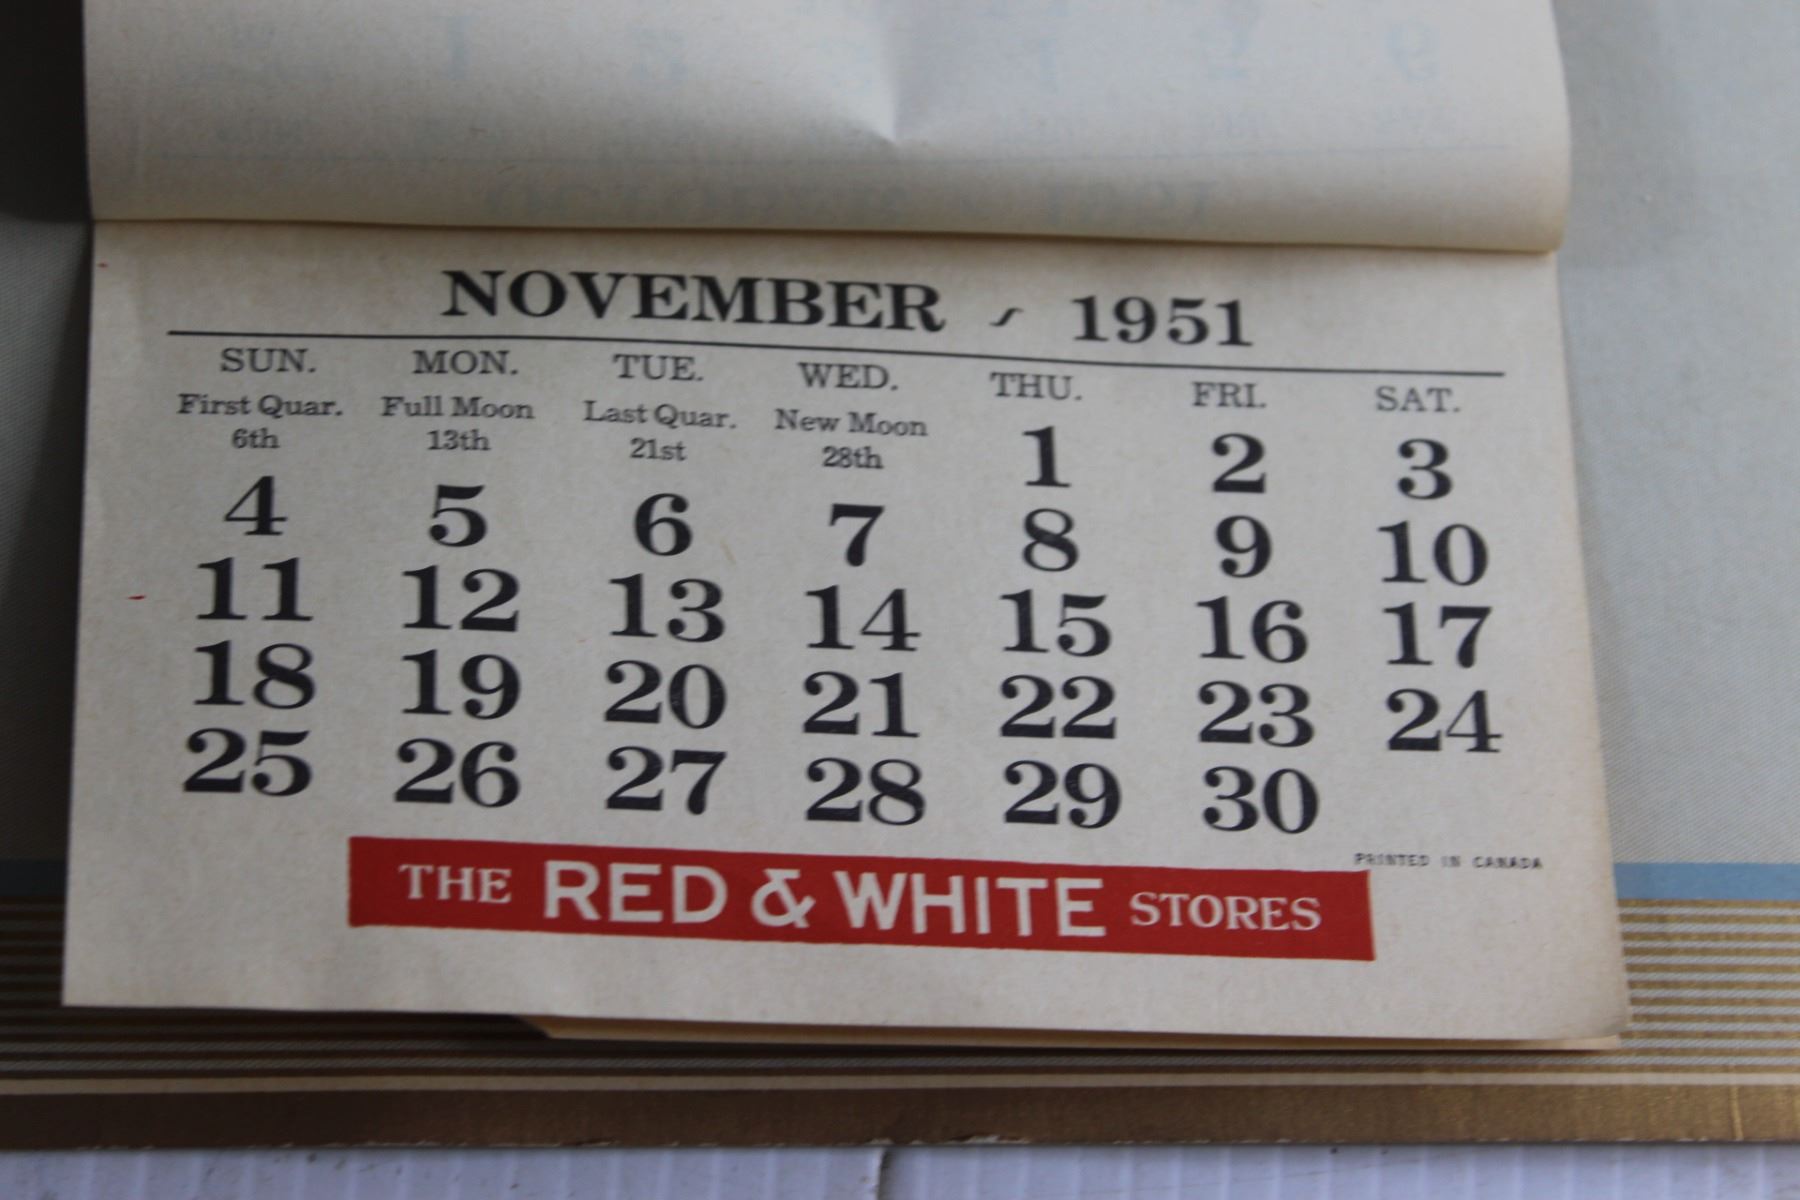 NOVEMBER - 1951
SUN. MON. TUE. WED. THU. FRI. SAT.
First Quar. Full Moon Last Quar. New Moon
6th 13th 21st 28th 1 2 3
4 5 6 7 8 9 10
11 12 13 14 15 16 17
18 19 20 21 22 23 24
25 26 27 28 29 30
PRINTED IN CANADA
THE RED & WHITE STORES